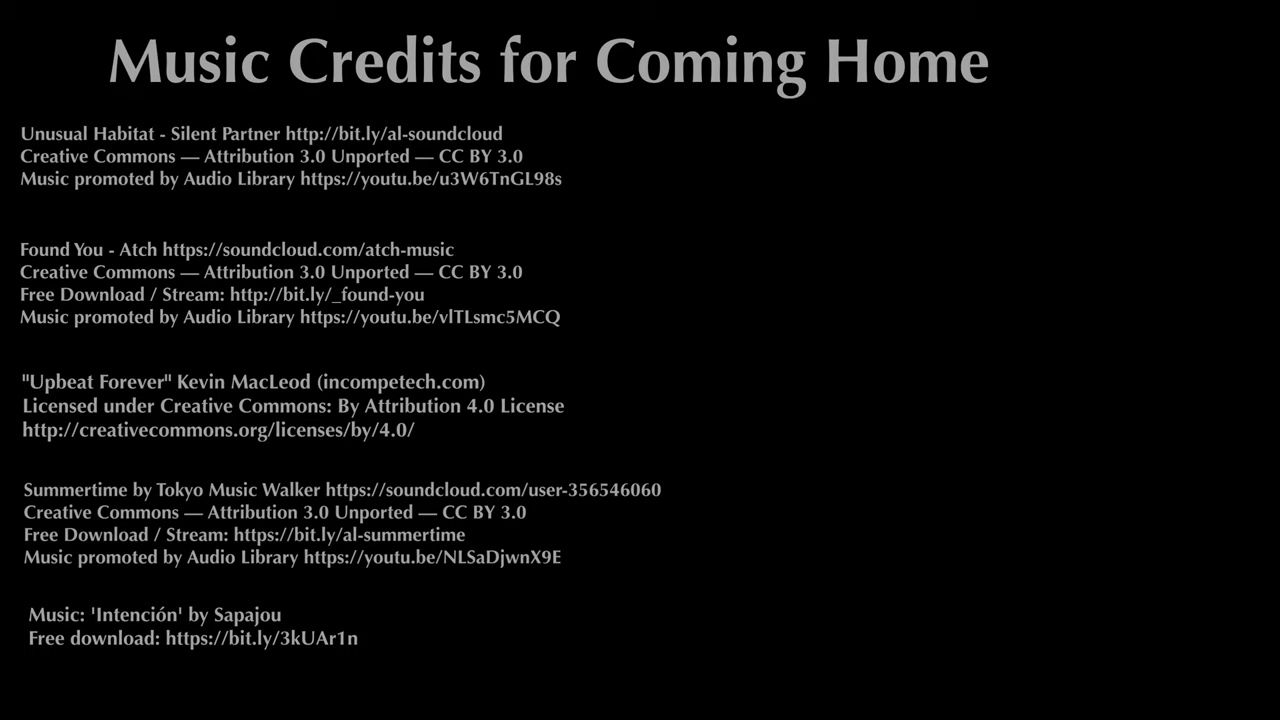 Music Credits for Coming Home
Unusual Habitat - Silent Partner http://bit.ly/al-soundcloud
Creative Commons — Attribution 3.0 Unported — CC BY 3.0
Music promoted by Audio Library https://youtu.be/u3W6TnGL98s
Found You - Atch https://soundcloud.com/atch-music
Creative Commons — Attribution 3.0 Unported — CC BY 3.0
Free Download / Stream: http://bit.ly/_found-you
Music promoted by Audio Library https://youtu.be/vlTLsmc5MCQ
"Upbeat Forever" Kevin MacLeod (incompetech.com)
Licensed under Creative Commons: By Attribution 4.0 License
http://creativecommons.org/licenses/by/4.0/
Summertime by Tokyo Music Walker https://soundcloud.com/user-356546060
Creative Commons — Attribution 3.0 Unported — CC BY 3.0
Free Download / Stream: https://bit.ly/al-summertime
Music promoted by Audio Library https://youtu.be/NLSaDjwnX9E
Music: 'Intención' by Sapajou
Free download: https://bit.ly/3kUAr1n